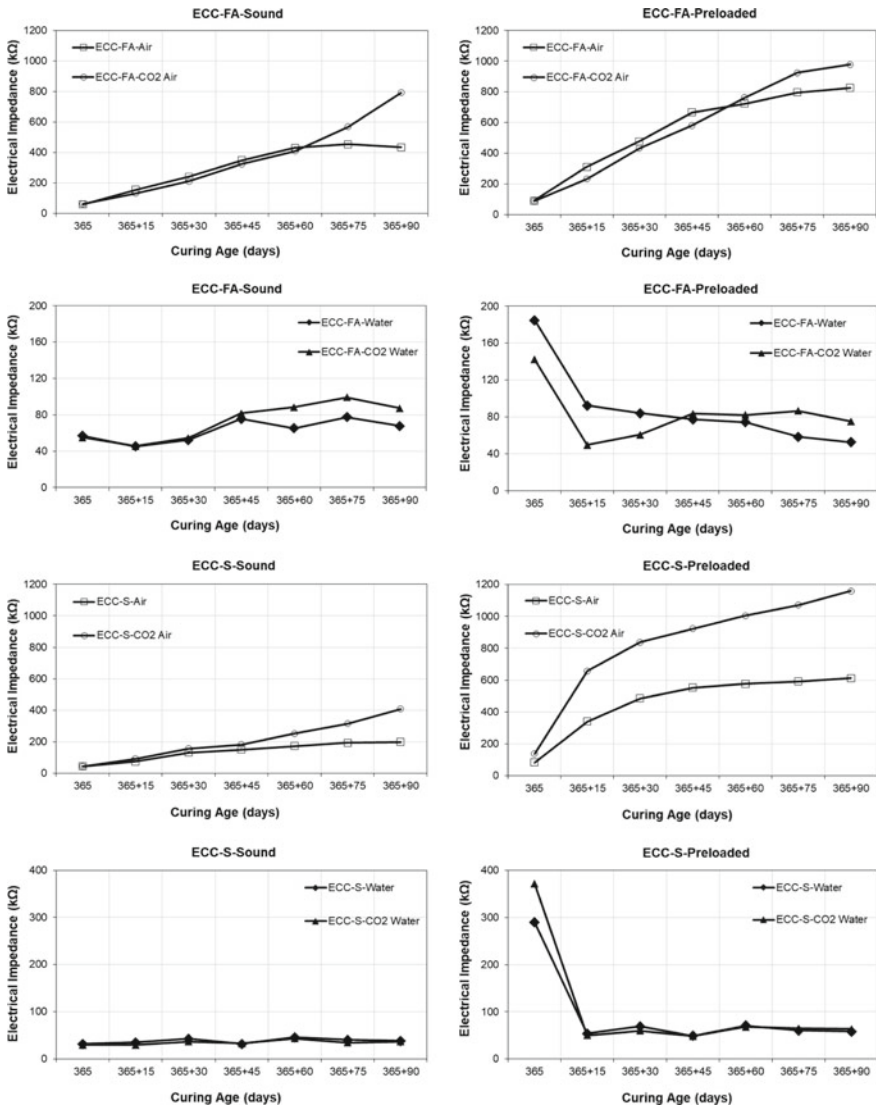 ECC-FA-Sound
Electrical Impedance (kΩ)
1200
1000
800
600
400
200
0
ECC-FA-Air
ECC-FA-CO2 Air
365 365+15 365+30 365+45 365+60 365+75 365+90
Curing Age (days)
ECC-FA-Preloaded
Electrical Impedance (kΩ)
1200
1000
800
600
400
200
0
ECC-FA-Air
ECC-FA-CO2 Air
365 365+15 365+30 365+45 365+60 365+75 365+90
Curing Age (days)
ECC-FA-Sound
Electrical Impedance (kΩ)
200
160
120
80
40
0
ECC-FA-Water
ECC-FA-CO2 Water
365 365+15 365+30 365+45 365+60 365+75 365+90
Curing Age (days)
ECC-FA-Preloaded
Electrical Impedance (kΩ)
200
160
120
80
40
0
ECC-FA-Water
ECC-FA-CO2 Water
365 365+15 365+30 365+45 365+60 365+75 365+90
Curing Age (days)
ECC-S-Sound
Electrical Impedance (kΩ)
1200
1000
800
600
400
200
0
ECC-S-Air
ECC-S-CO2 Air
365 365+15 365+30 365+45 365+60 365+75 365+90
Curing Age (days)
ECC-S-Preloaded
Electrical Impedance (kΩ)
1200
1000
800
600
400
200
0
ECC-S-Air
ECC-S-CO2 Air
365 365+15 365+30 365+45 365+60 365+75 365+90
Curing Age (days)
ECC-S-Sound
Electrical Impedance (kΩ)
400
300
200
100
0
ECC-S-Water
ECC-S-CO2 Water
365 365+15 365+30 365+45 365+60 365+75 365+90
Curing Age (days)
ECC-S-Preloaded
Electrical Impedance (kΩ)
400
300
200
100
0
ECC-S-Water
ECC-S-CO2 Water
365 365+15 365+30 365+45 365+60 365+75 365+90
Curing Age (days)